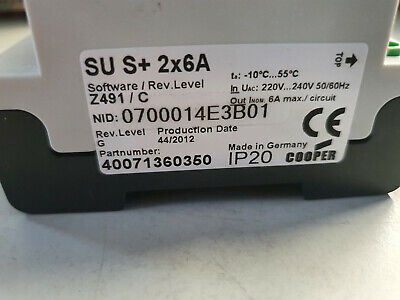 SU S+ 2x6A
Software / Rev.Level
Z491 / C
NID: 0700014E3B01
Rev.Level Production Date
G 44/2012
Partnumber:
40071360350
tₐ: -10°C...55°C
In UAC: 220V...240V 50/60Hz
Out INOM. 6A max./ circuit
TOP
CE
Made in Germany
IP20 COOPER